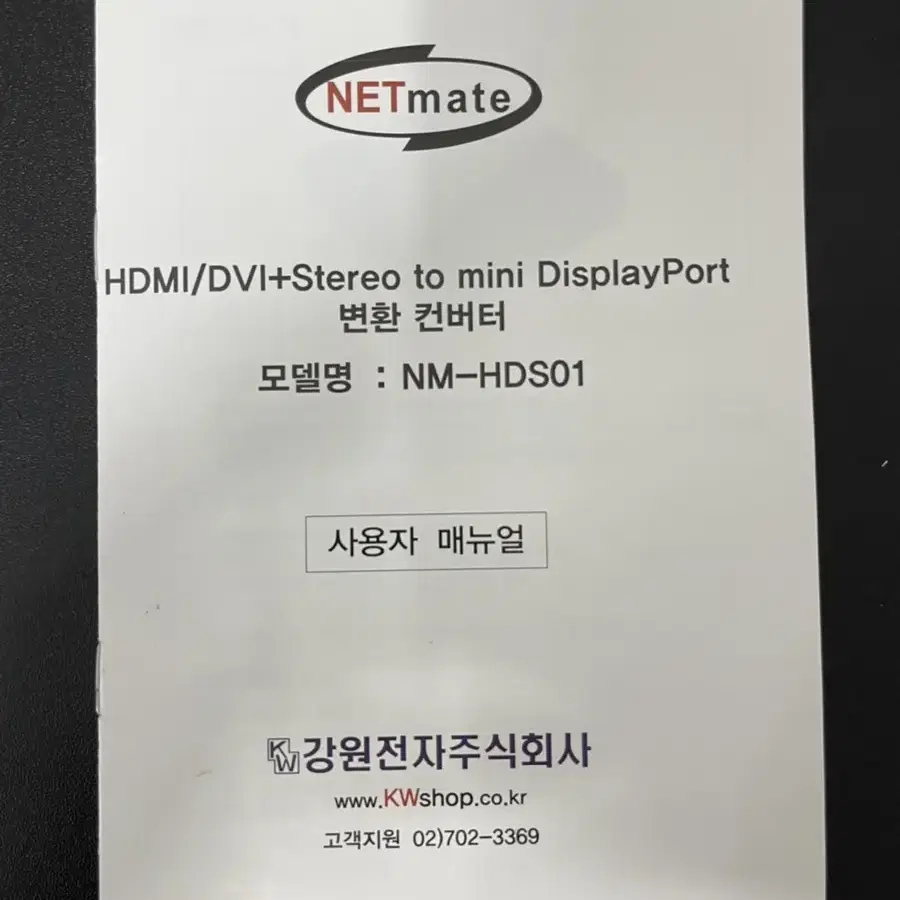 NETmate
HDMI/DVI+Stereo to mini DisplayPort
변환 컨버터
모델명 : NM-HDS01
사용자 매뉴얼
KW강원전자주식회사
www.KWshop.co.kr
고객지원 02)702-3369